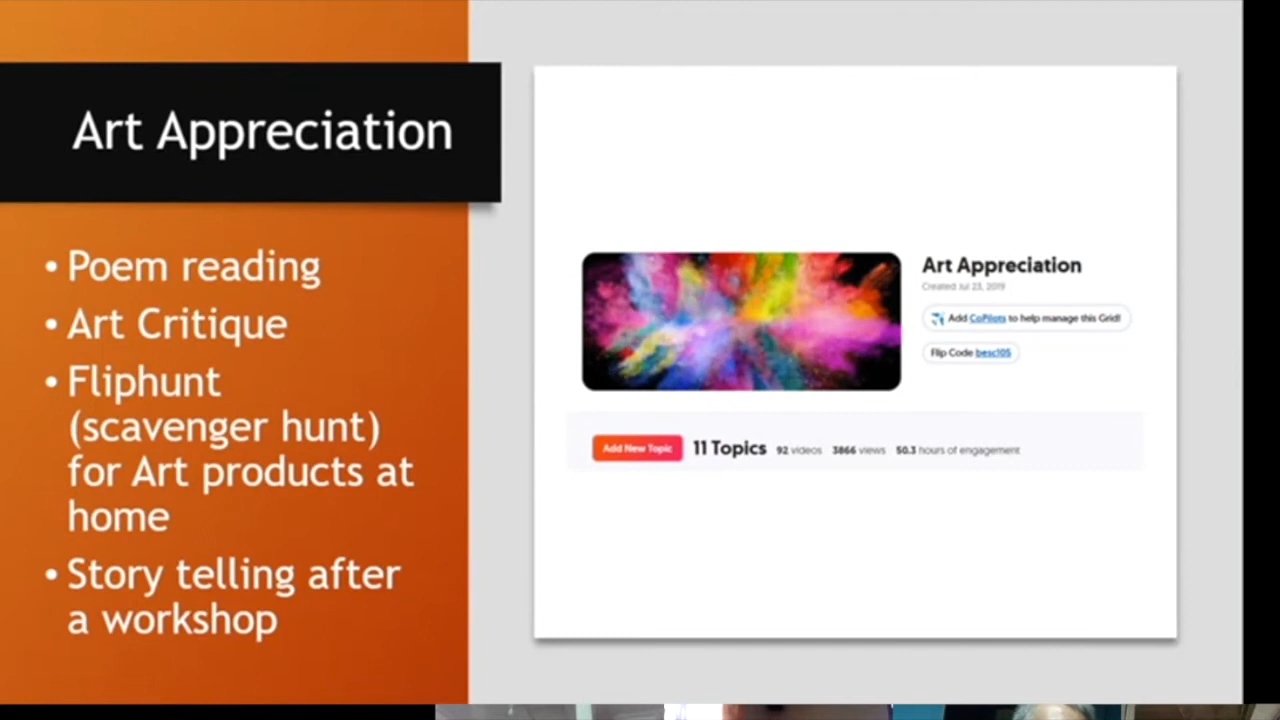 Art Appreciation
• Poem reading
• Art Critique
• Fliphunt
(scavenger hunt)
for Art products at
home
• Story telling after
a workshop
Art Appreciation
Created Jul 23, 2019
Add CoPilots to help manage this Grid!
Flip Code besc105
Add New Topic 11 Topics 92 videos 3866 views 50.3 hours of engagement